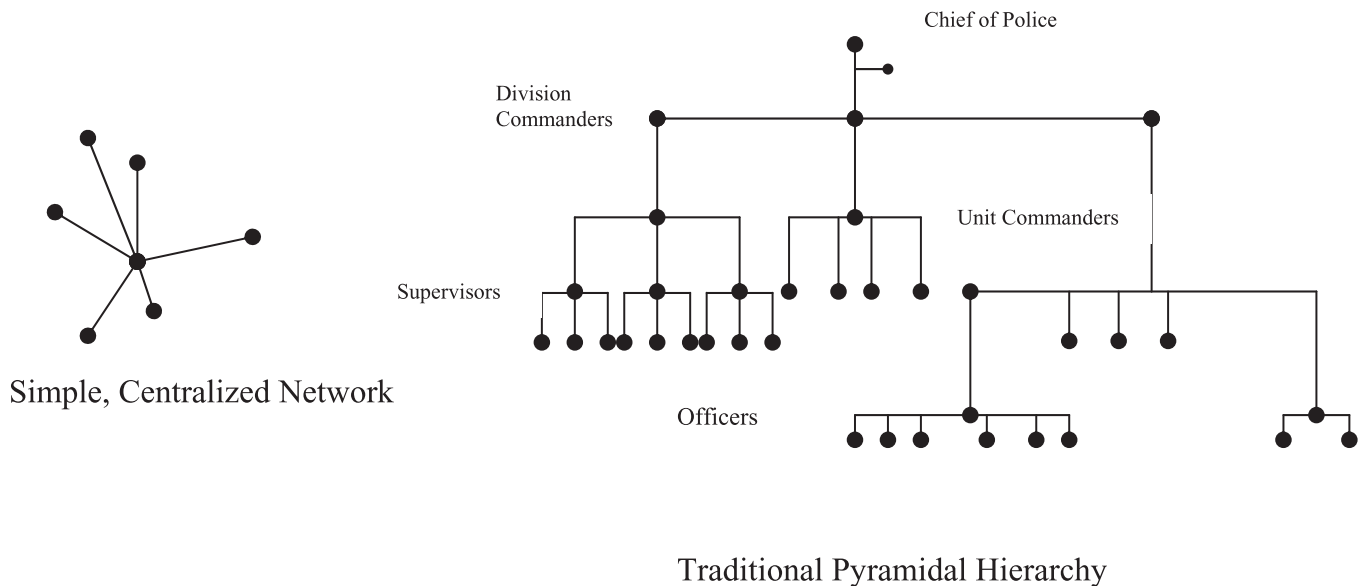 Chief of Police
Division
Commanders
Unit Commanders
Supervisors
Simple, Centralized Network
Officers
Traditional Pyramidal Hierarchy